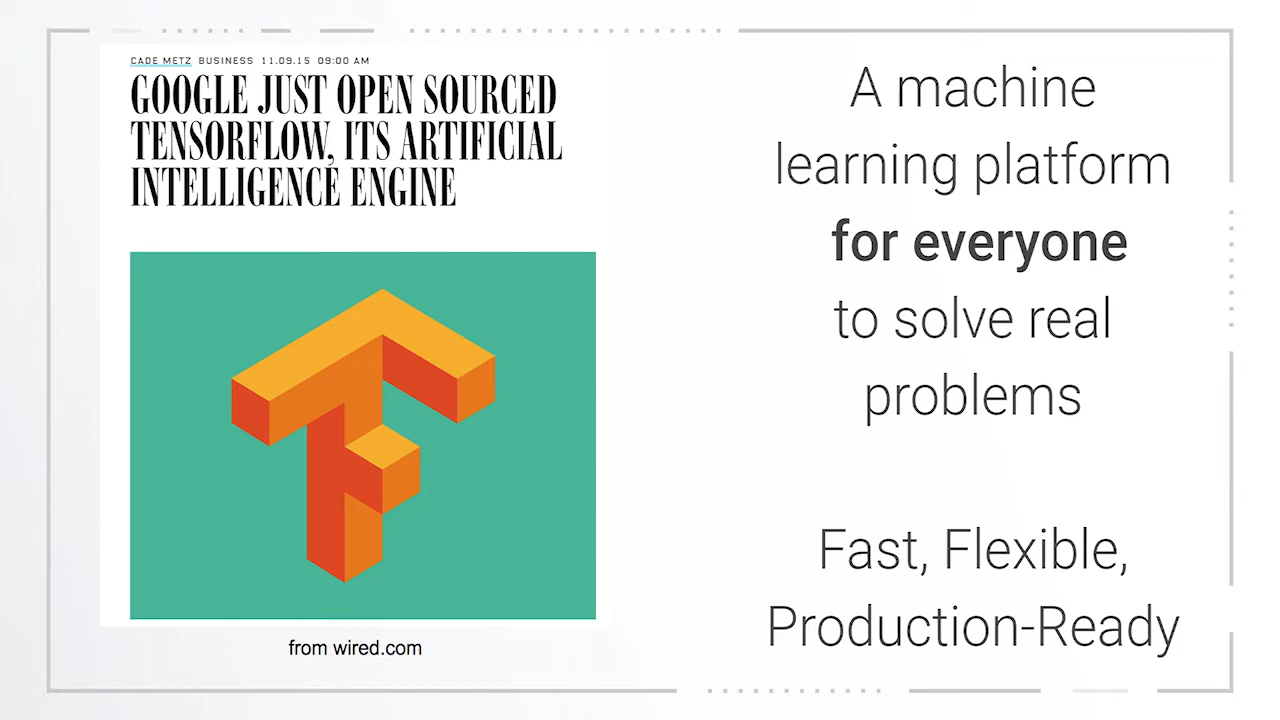 CADE METZ BUSINESS 11.09.15 09:00 AM
GOOGLE JUST OPEN SOURCED
TENSORFLOW, ITS ARTIFICIAL
INTELLIGENCE ENGINE
from wired.com
A machine
learning platform
for everyone
to solve real
problems
Fast, Flexible,
Production-Ready